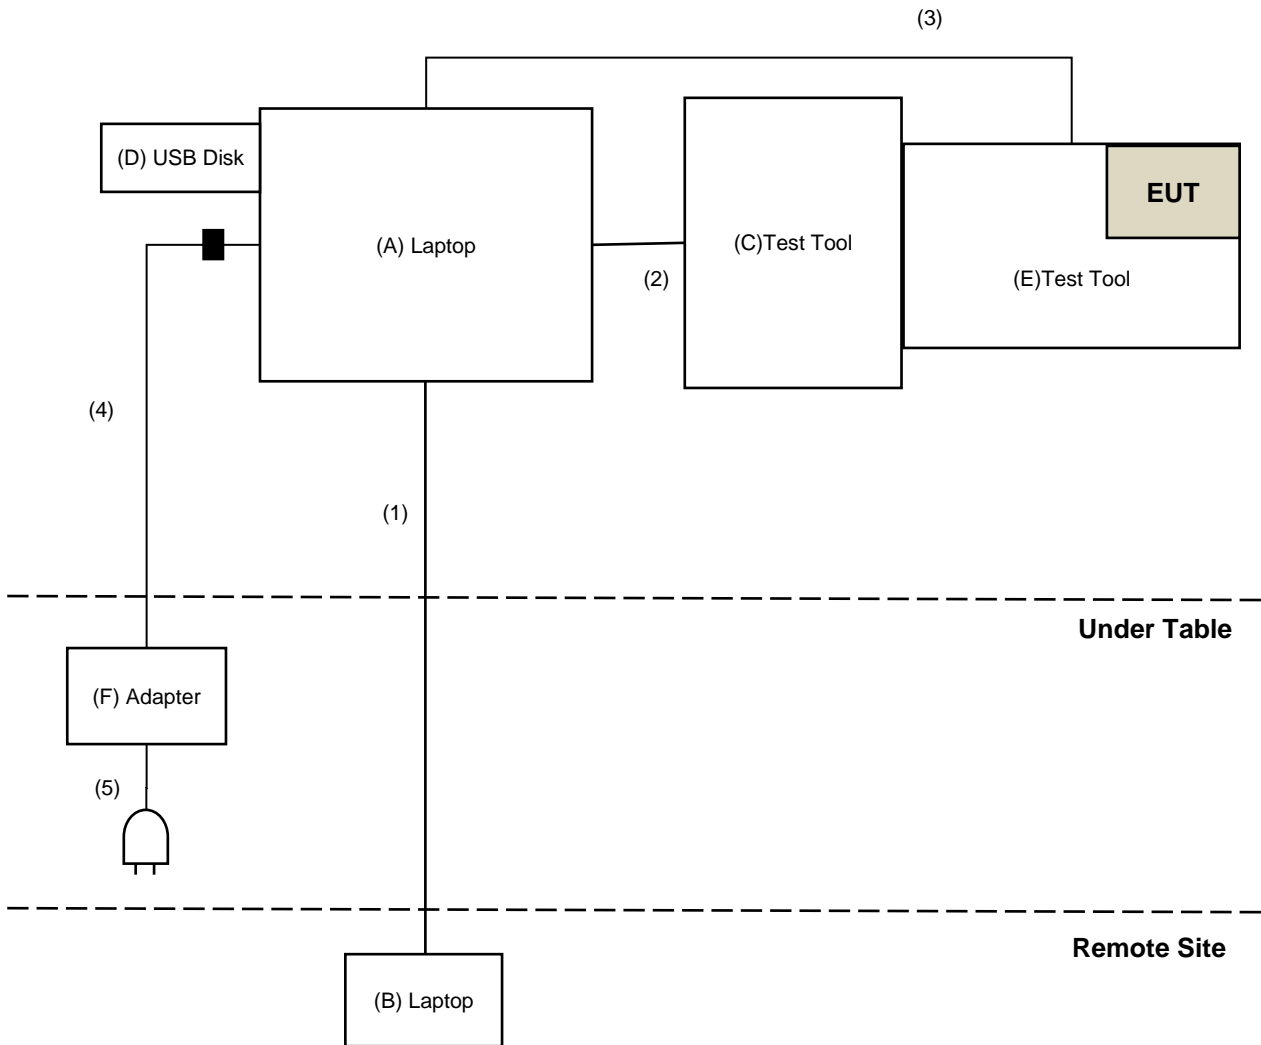 (3)
(D) USB Disk
EUT
(A) Laptop
(C)Test Tool
(2)
(E)Test Tool
(4)
(1)
Under Table
(F) Adapter
(5)
Remote Site
(B) Laptop